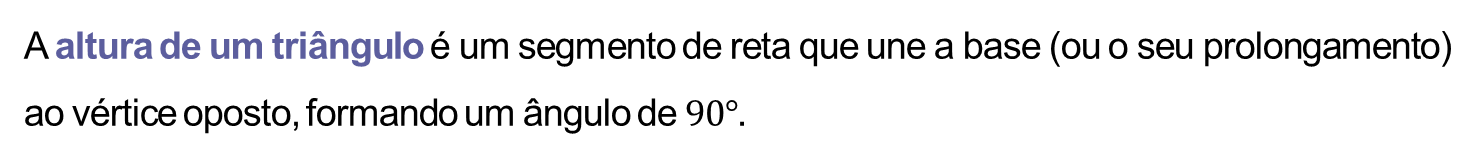 A altura de um triângulo é um segmento de reta que une a base (ou o seu prolongamento)
ao vértice oposto, formando um ângulo de 90°.